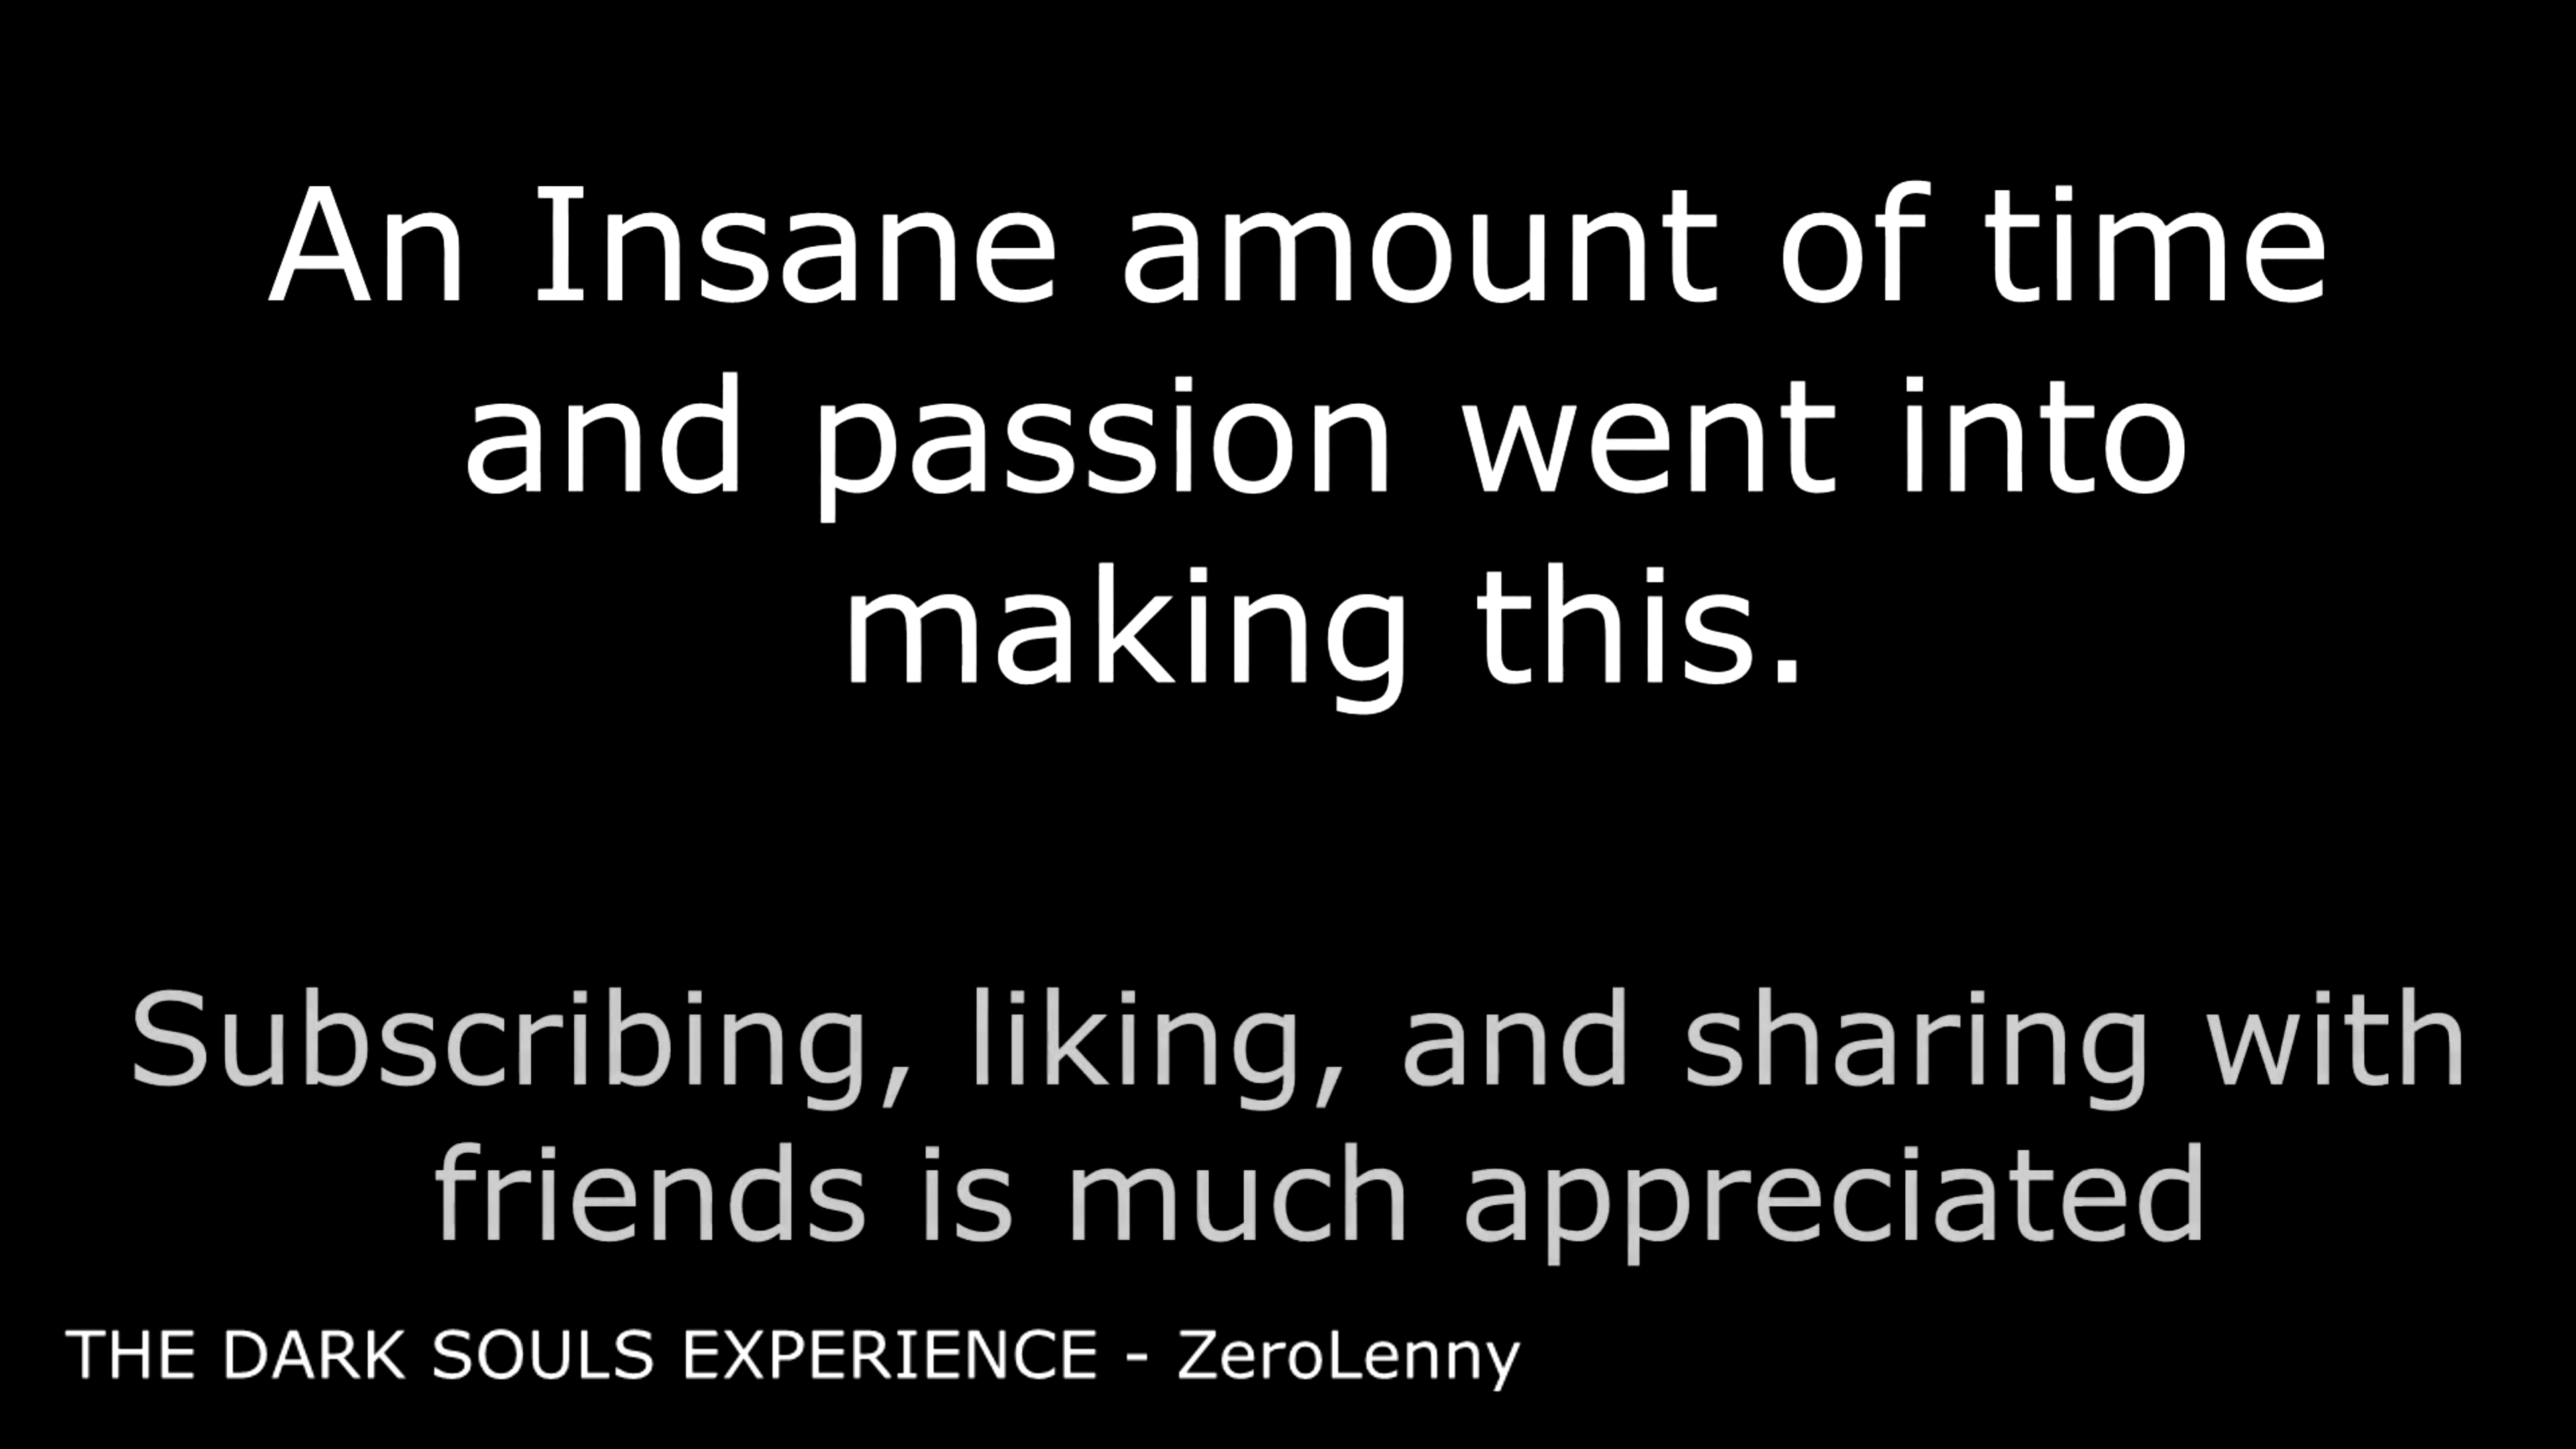 An Insane amount of time
and passion went into
making this.
Subscribing, liking, and sharing with
friends is much appreciated
THE DARK SOULS EXPERIENCE - ZeroLenny